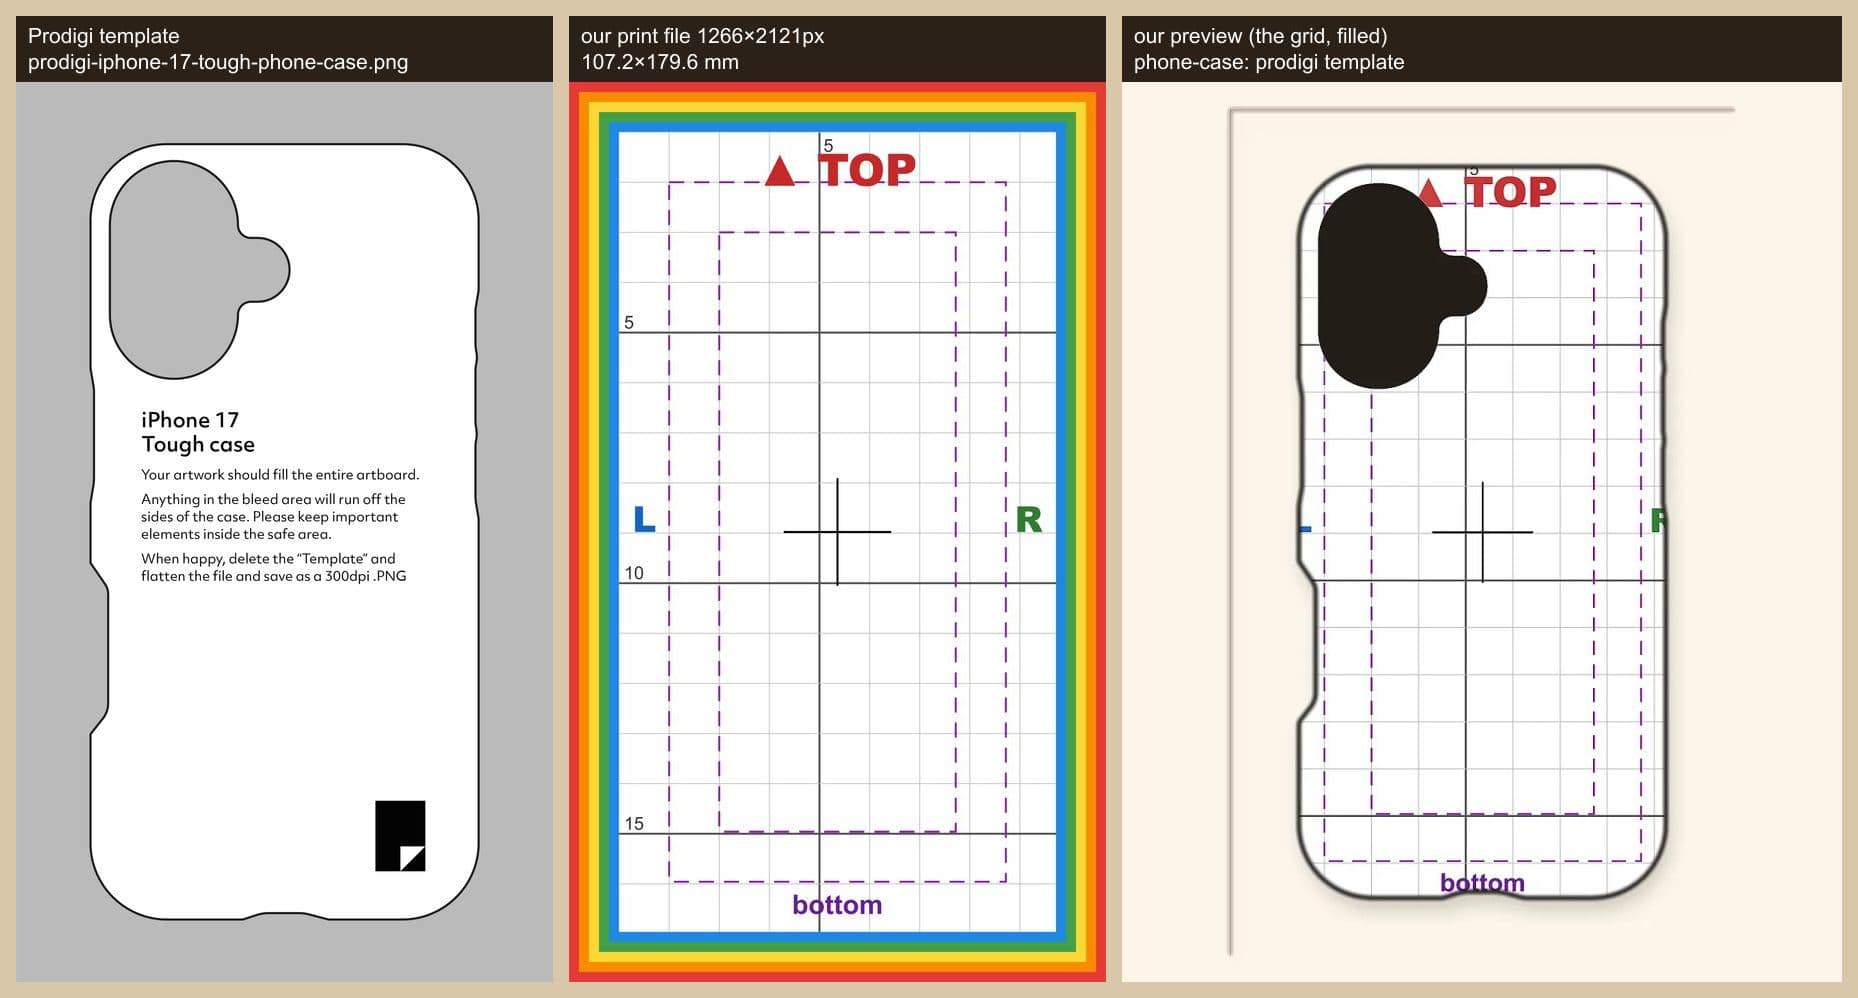 Prodigi template
prodigi-iphone-17-tough-phone-case.png
iPhone 17
Tough case
Your artwork should fill the entire artboard.
Anything in the bleed area will run off the
sides of the case. Please keep important
elements inside the safe area.
When happy, delete the “Template” and
flatten the file and save as a 300dpi .PNG
our print file 1266×2121px
107.2×179.6 mm
5
▲ TOP
5
L
R
10
15
bottom
our preview (the grid, filled)
phone-case: prodigi template
5
▲ TOP
L
R
bottom